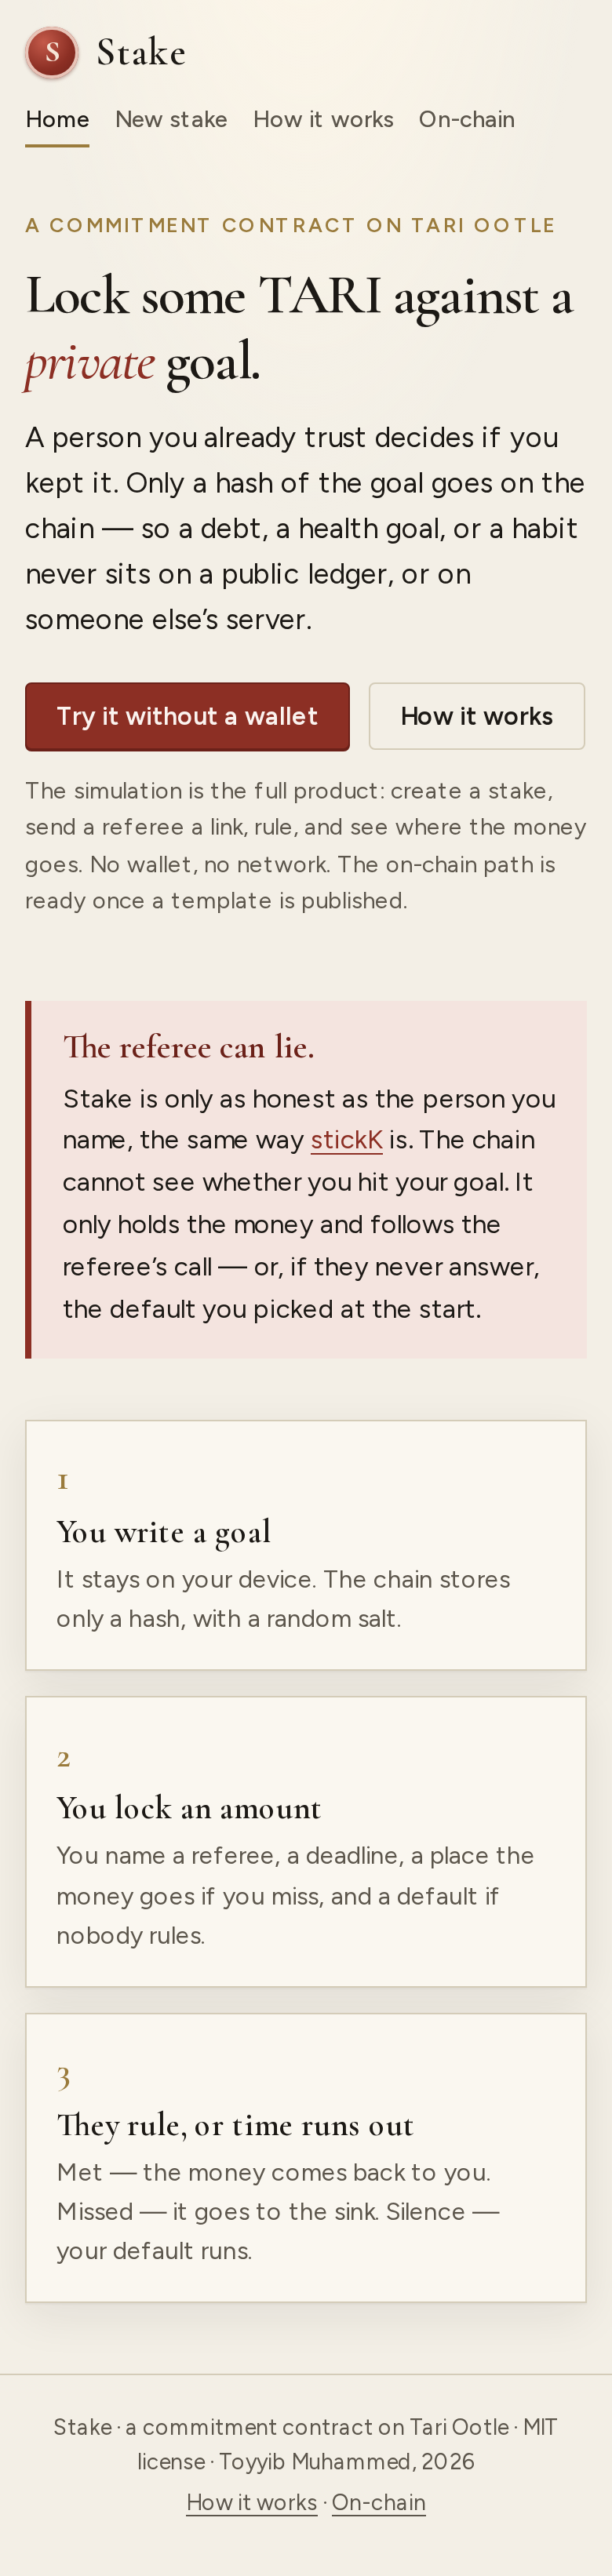 S Stake
Home New stake How it works On-chain
A COMMITMENT CONTRACT ON TARI OOTLE
Lock some TARI against a
private goal.
A person you already trust decides if you
kept it. Only a hash of the goal goes on the
chain — so a debt, a health goal, or a habit
never sits on a public ledger, or on
someone else’s server.
Try it without a wallet How it works
The simulation is the full product: create a stake,
send a referee a link, rule, and see where the money
goes. No wallet, no network. The on-chain path is
ready once a template is published.
The referee can lie.
Stake is only as honest as the person you
name, the same way stickK is. The chain
cannot see whether you hit your goal. It
only holds the money and follows the
referee’s call — or, if they never answer,
the default you picked at the start.
1
You write a goal
It stays on your device. The chain stores
only a hash, with a random salt.
2
You lock an amount
You name a referee, a deadline, a place the
money goes if you miss, and a default if
nobody rules.
3
They rule, or time runs out
Met — the money comes back to you.
Missed — it goes to the sink. Silence —
your default runs.
Stake · a commitment contract on Tari Ootle · MIT
license · Toyyib Muhammed, 2026
How it works · On-chain